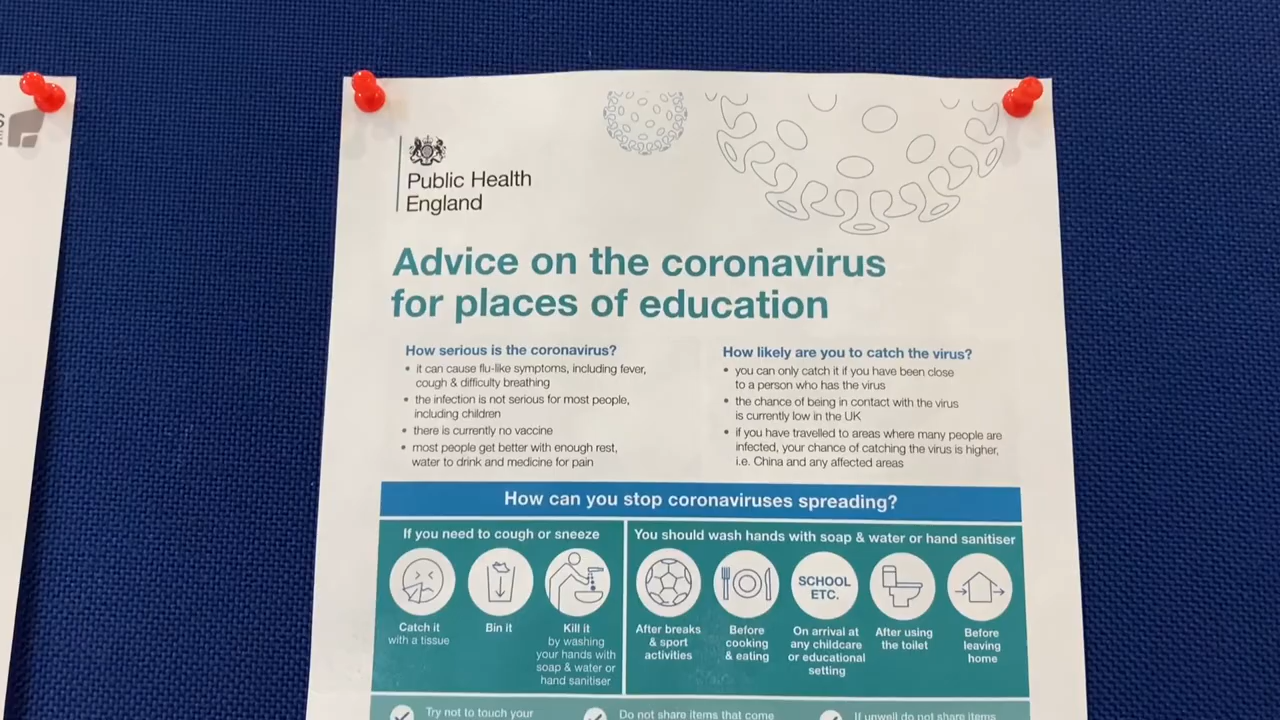 Public Health
England
Advice on the coronavirus
for places of education
How serious is the coronavirus?
• it can cause flu-like symptoms, including fever,
cough & difficulty breathing
• the infection is not serious for most people,
including children
• there is currently no vaccine
• most people get better with enough rest,
water to drink and medicine for pain
How likely are you to catch the virus?
• you can only catch it if you have been close
to a person who has the virus
• the chance of being in contact with the virus
is currently low in the UK
• if you have travelled to areas where many people are
infected, your chance of catching the virus is higher,
i.e. China and any affected areas
How can you stop coronaviruses spreading?
If you need to cough or sneeze
Catch it
with a tissue
Bin it
Kill it
by washing
your hands with
soap & water or
hand sanitiser
You should wash hands with soap & water or hand sanitiser
After breaks
& sport
activities
Before
cooking
& eating
SCHOOL
ETC.
On arrival at
any childcare
or educational
setting
After using
the toilet
Before
leaving
home
Try not to touch your
Do not share items that come
If unwell do not share items